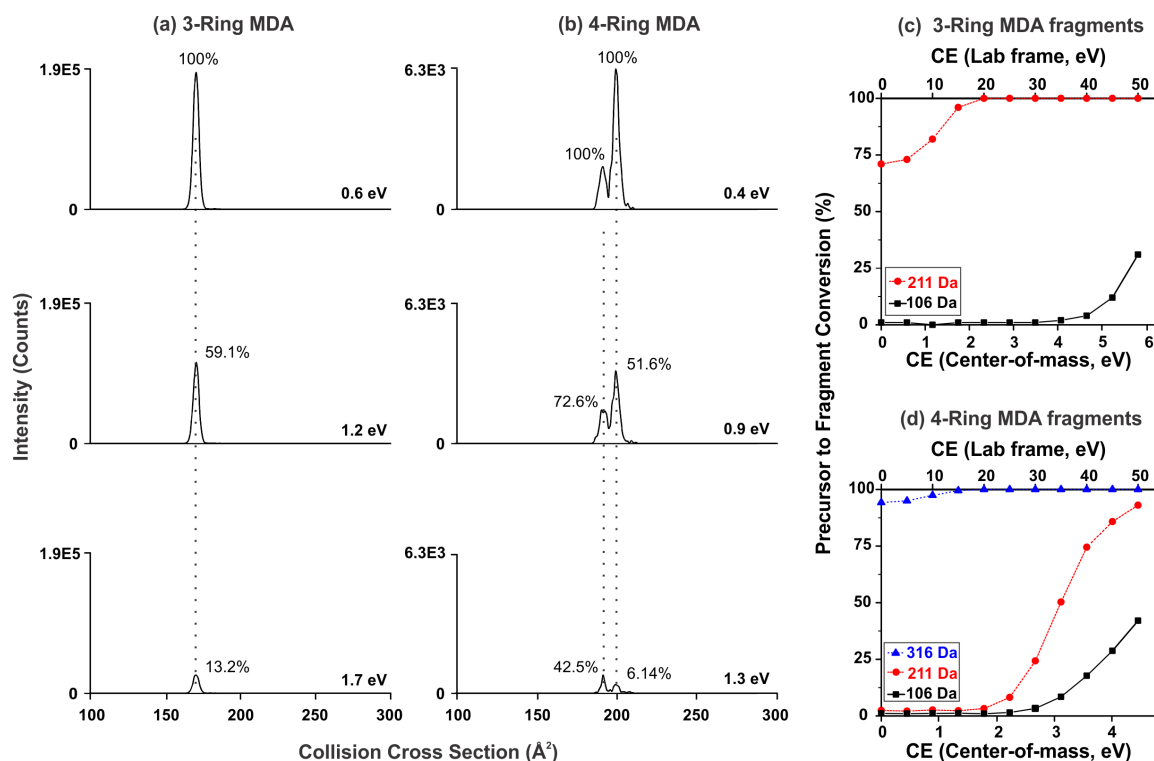 (a) 3-Ring MDA
(b) 4-Ring MDA
(c) 3-Ring MDA fragments
Intensity (Counts)
1.9E5
0
100%
0.6 eV
6.3E3
0
100%
100%
0.4 eV
1.9E5
0
59.1%
1.2 eV
6.3E3
0
72.6%
51.6%
0.9 eV
1.9E5
0
13.2%
1.7 eV
100 150 200 250 300
6.3E3
0
42.5%
6.14%
1.3 eV
100 150 200 250 300
Collision Cross Section (Å²)
Precursor to Fragment Conversion (%)
CE (Lab frame, eV)
0 10 20 30 40 50
100
75
50
25
0
211 Da
106 Da
0 1 2 3 4 5 6
CE (Center-of-mass, eV)
(d) 4-Ring MDA fragments
CE (Lab frame, eV)
0 10 20 30 40 50
100
75
50
25
0
316 Da
211 Da
106 Da
0 1 2 3 4
CE (Center-of-mass, eV)